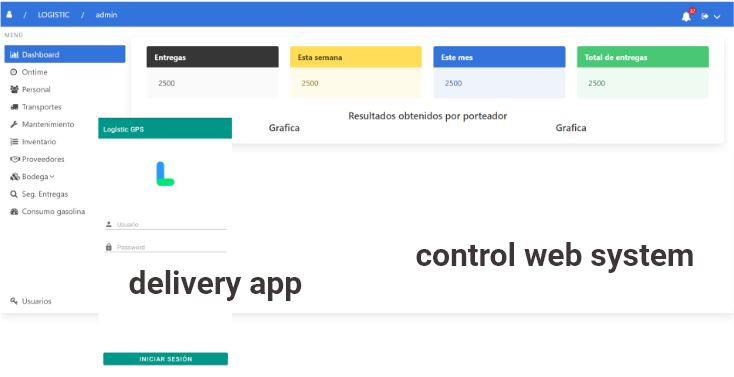 / LOGISTIC / admin
32
MENU
Dashboard
Ontime
Personal
Transportes
Mantenimiento
Inventario
Proveedores
Bodega
Seg. Entregas
Consumo gasolina
Usuarios
Entregas
2500
Esta semana
2500
Este mes
2500
Total de entregas
2500
Resultados obtenidos por porteador
Grafica
Grafica
Logistic GPS
Usuario
Password
INICIAR SESIÓN
delivery app
control web system